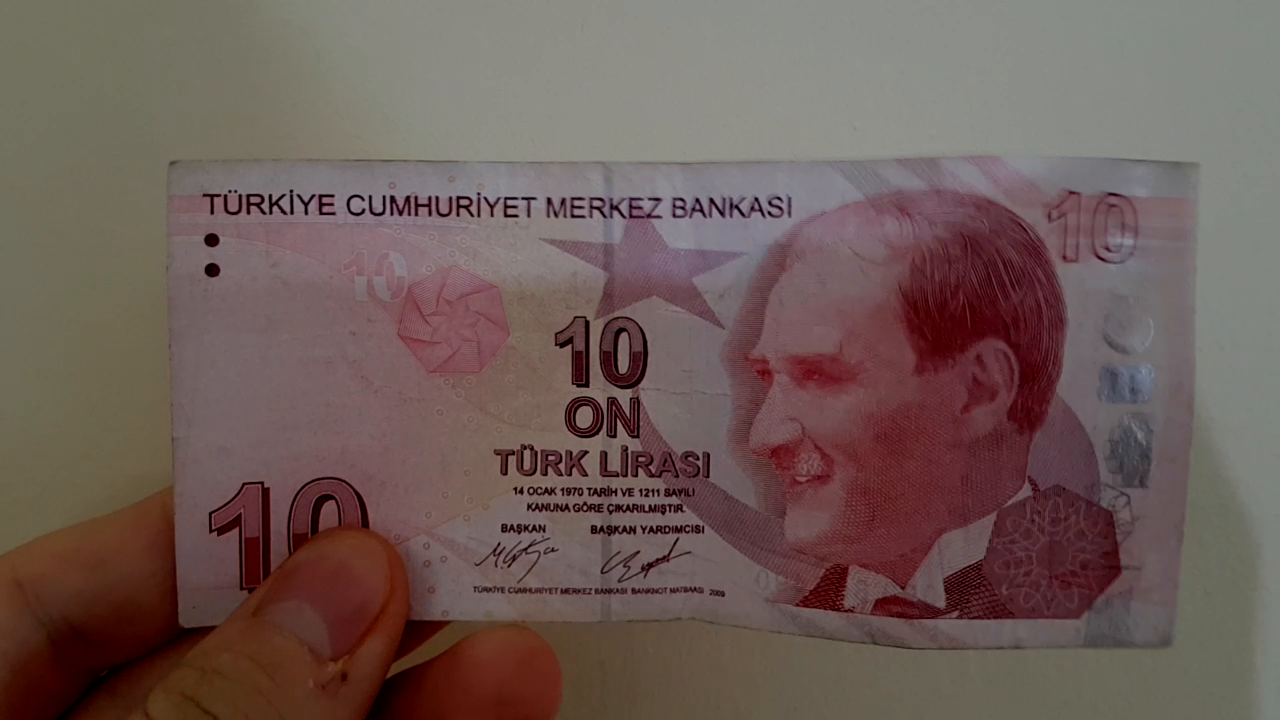 TÜRKİYE CUMHURİYET MERKEZ BANKASI
10
10
10
ON
TÜRK LİRASI
14 OCAK 1970 TARİH VE 1211 SAYILI
KANUNA GÖRE ÇIKARILMIŞTIR.
BAŞKAN
BAŞKAN YARDIMCISI
10
TÜRKİYE CUMHURİYET MERKEZ BANKASI BANKNOT MATBAASI 2009